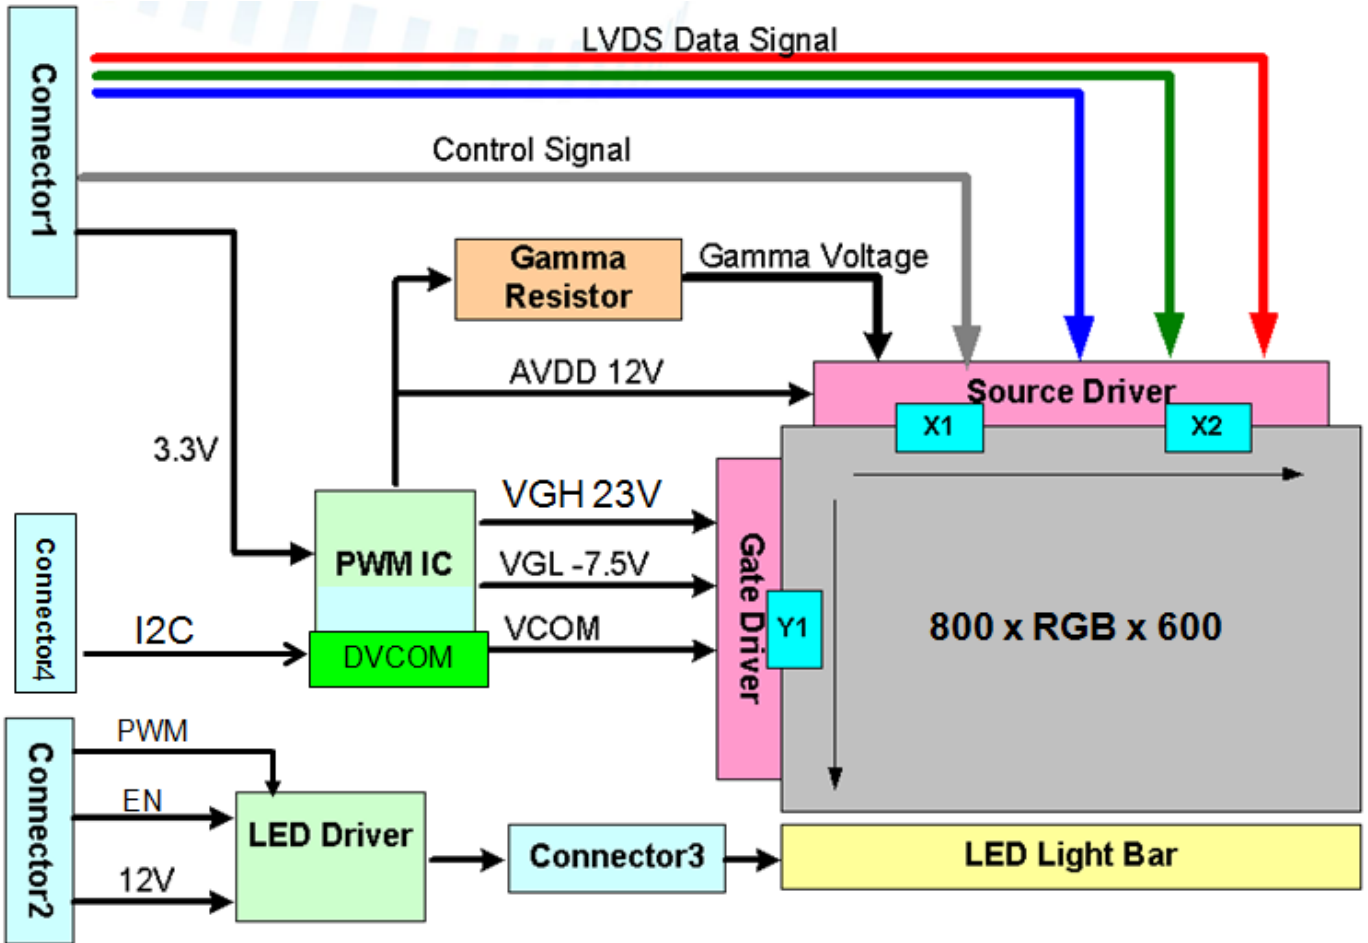 LVDS Data Signal
Connector1
Control Signal
Gamma
Resistor
Gamma Voltage
AVDD 12V
Source Driver
X1
X2
3.3V
VGH 23V
PWM IC
VGL -7.5V
Gate Driver
Connector4
I2C
DVCOM
VCOM
Y1
800 x RGB x 600
Connector2
PWM
EN
12V
LED Driver
Connector3
LED Light Bar